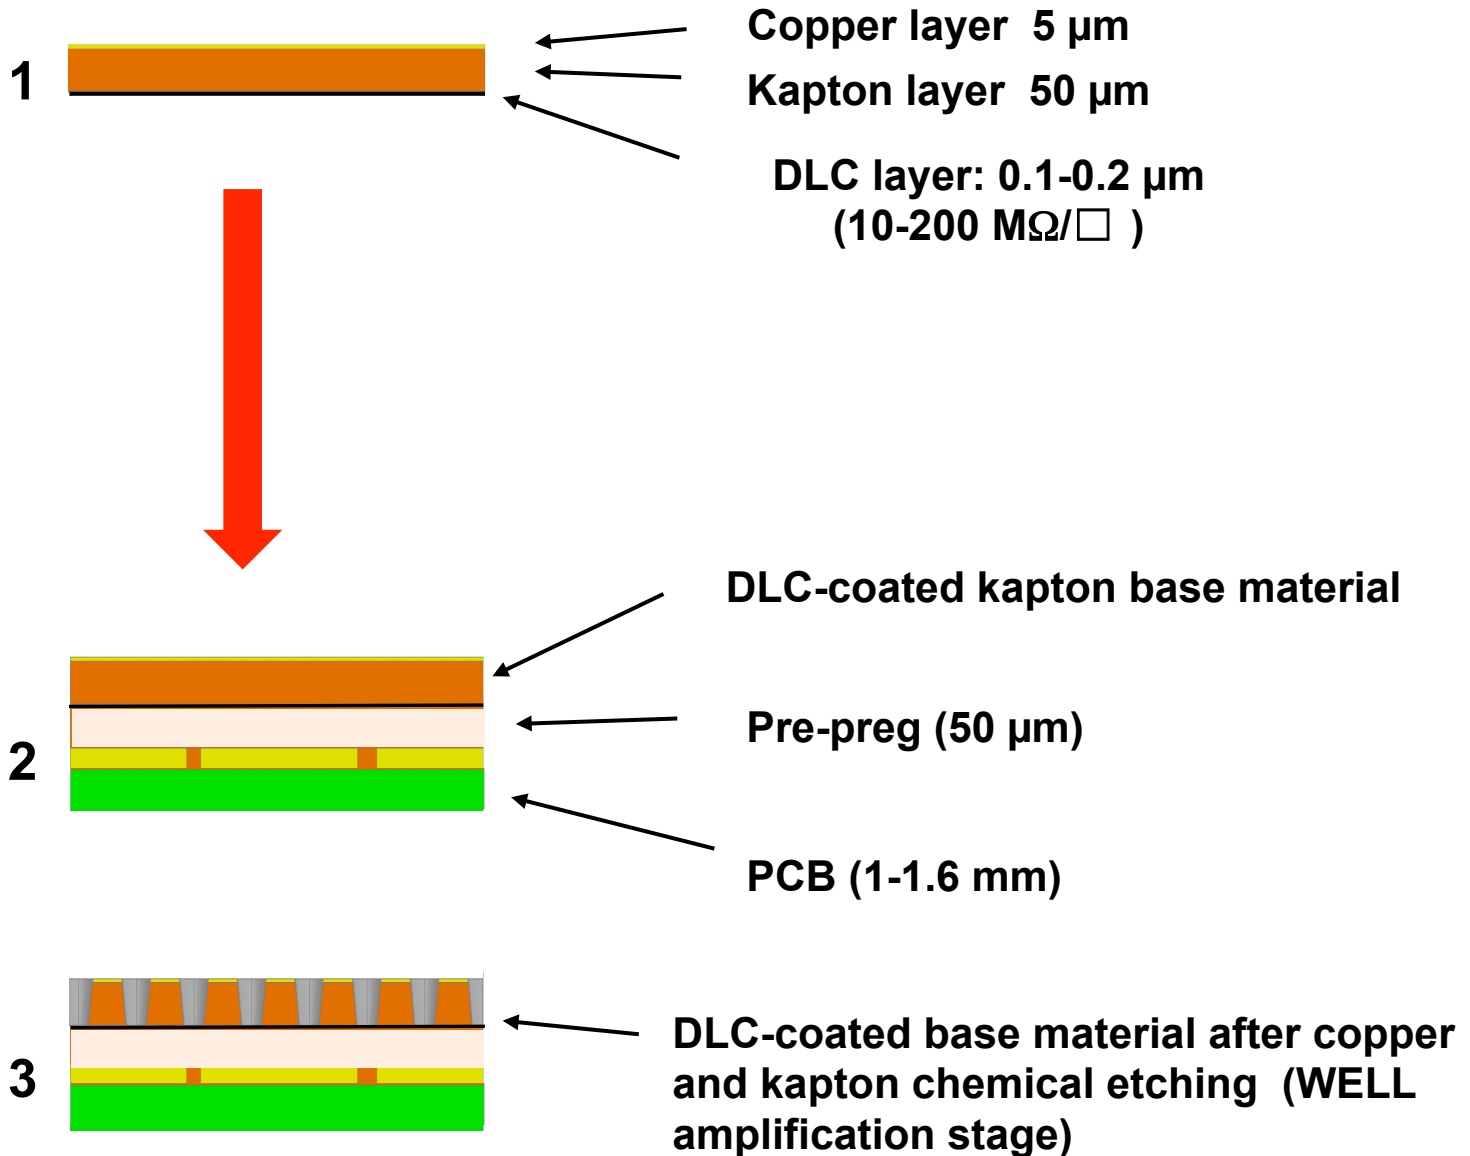 Copper layer 5 µm
1
Kapton layer 50 µm
DLC layer: 0.1-0.2 µm
(10-200 MΩ/□ )
DLC-coated kapton base material
Pre-preg (50 µm)
2
PCB (1-1.6 mm)
DLC-coated base material after copper
3
and kapton chemical etching (WELL
amplification stage)